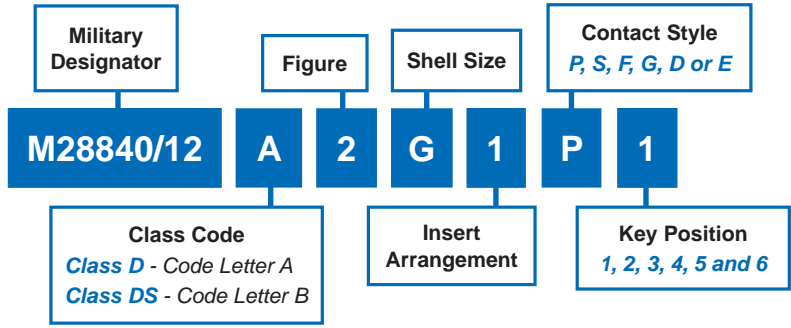 Military
Designator
Figure
Shell Size
Contact Style
P, S, F, G, D or E
M28840/12 A 2 G 1 P 1
Class Code
Class D - Code Letter A
Class DS - Code Letter B
Insert
Arrangement
Key Position
1, 2, 3, 4, 5 and 6